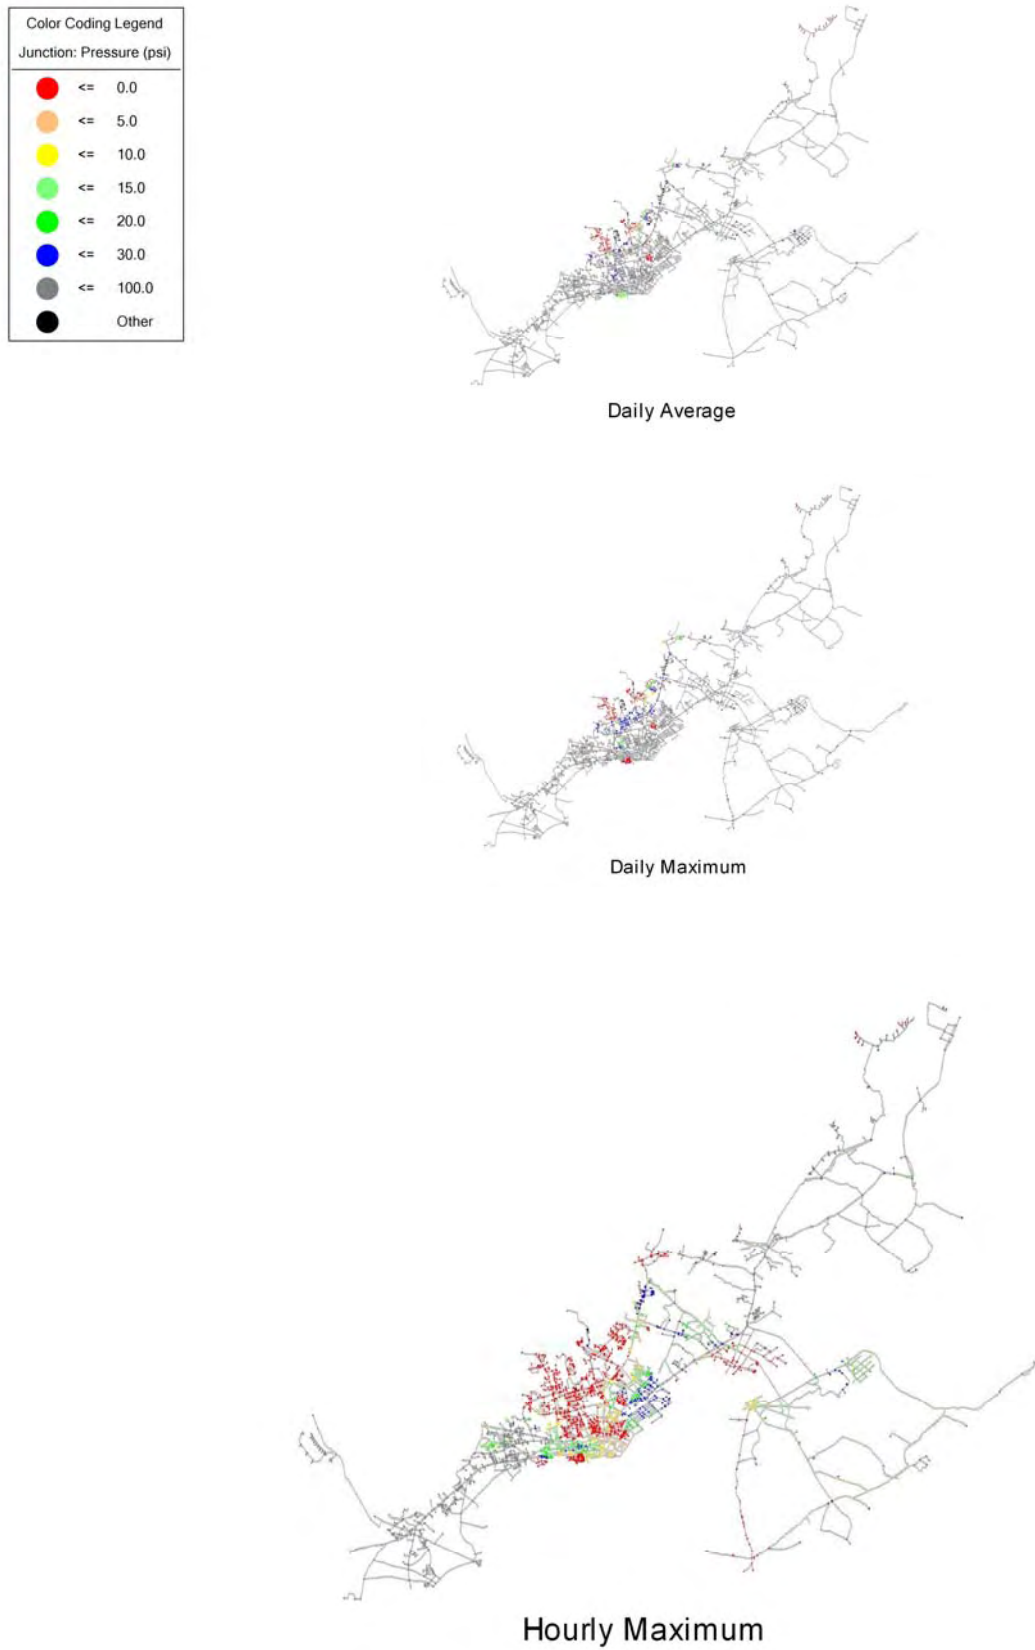 Color Coding Legend
Junction: Pressure (psi)
<= 0.0
<= 5.0
<= 10.0
<= 15.0
<= 20.0
<= 30.0
<= 100.0
Other
Daily Average
Daily Maximum
Hourly Maximum